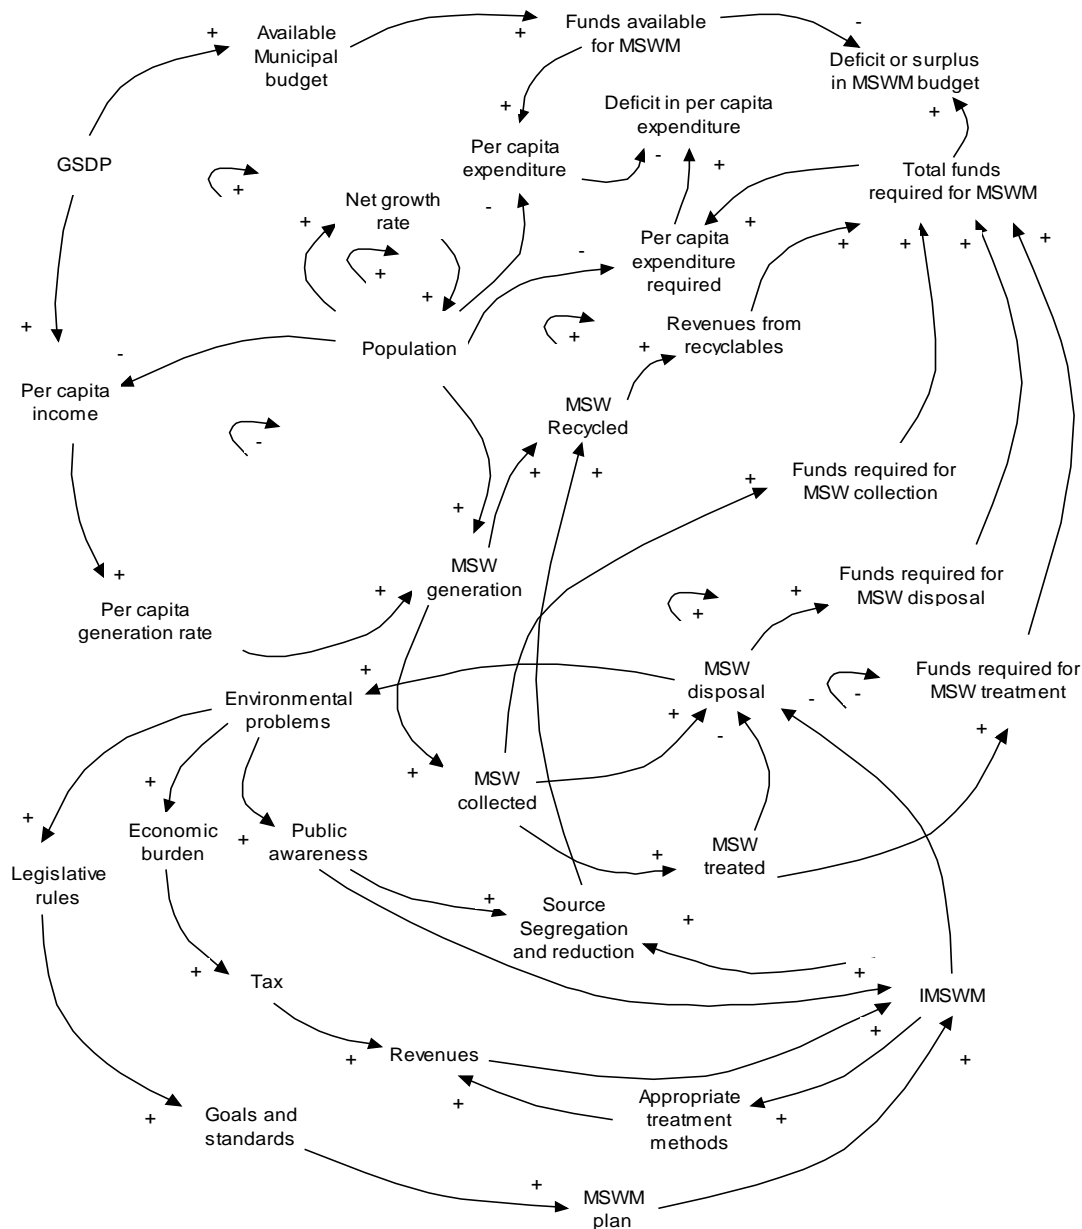 Available
Municipal
budget
Funds available
for MSWM
Deficit or surplus
in MSWM budget
Deficit in per capita
expenditure
Per capita
expenditure
GSDP
Total funds
required for MSWM
Net growth
rate
Per capita
expenditure
required
Revenues from
recyclables
Population
Per capita
income
MSW
Recycled
Funds required for
MSW collection
MSW
generation
Funds required for
MSW disposal
Per capita
generation rate
MSW
disposal
Funds required for
MSW treatment
Environmental
problems
MSW
collected
Economic
burden
Public
awareness
MSW
treated
Legislative
rules
Source
Segregation
and reduction
Tax
IMSWM
Revenues
Appropriate
treatment
methods
Goals and
standards
MSWM
plan